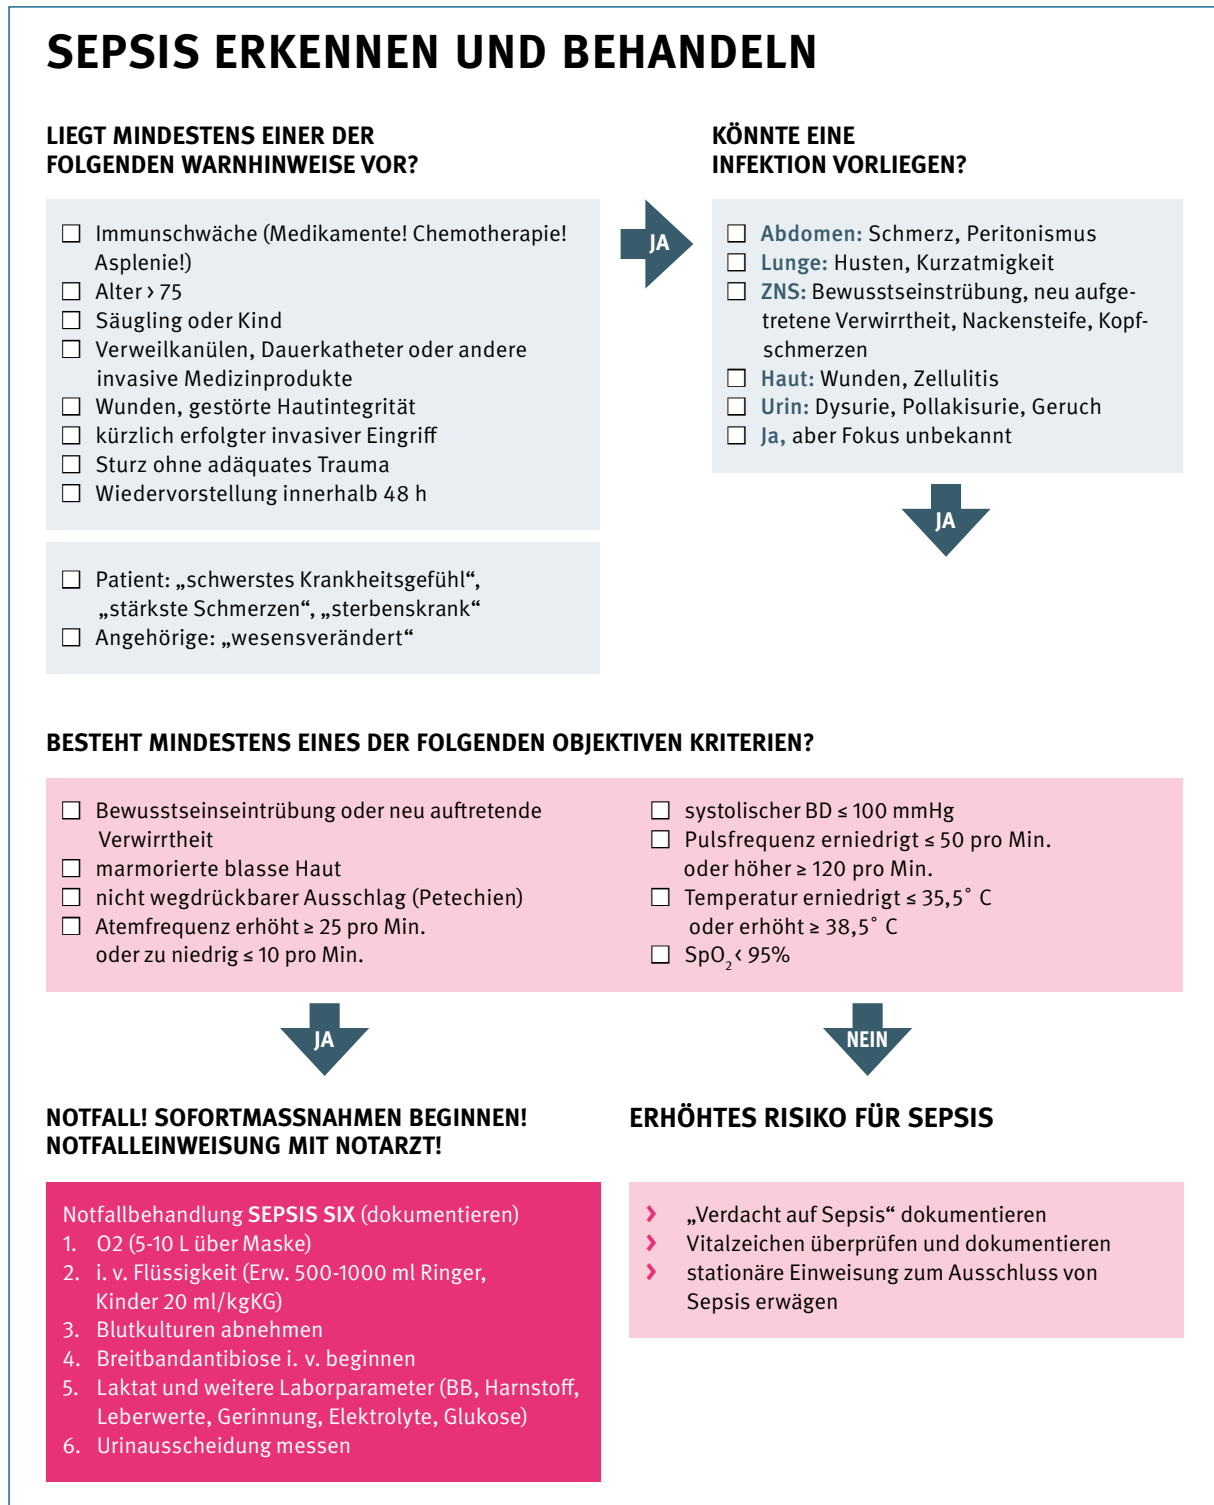 SEPSIS ERKENNEN UND BEHANDELN
LIEGT MINDESTENS EINER DER
FOLGENDEN WARNHINWEISE VOR?
☐ Immunschwäche (Medikamente! Chemotherapie!
Asplenie!)
☐ Alter › 75
☐ Säugling oder Kind
☐ Verweilkanülen, Dauerkatheter oder andere
invasive Medizinprodukte
☐ Wunden, gestörte Hautintegrität
☐ kürzlich erfolgter invasiver Eingriff
☐ Sturz ohne adäquates Trauma
☐ Wiedervorstellung innerhalb 48 h
☐ Patient: „schwerstes Krankheitsgefühl“,
„stärkste Schmerzen“, „sterbenskrank“
☐ Angehörige: „wesensverändert“
JA
KÖNNTE EINE
INFEKTION VORLIEGEN?
☐ Abdomen: Schmerz, Peritonismus
☐ Lunge: Husten, Kurzatmigkeit
☐ ZNS: Bewusstseinstrübung, neu aufge-
tretene Verwirrtheit, Nackensteife, Kopf-
schmerzen
☐ Haut: Wunden, Zellulitis
☐ Urin: Dysurie, Pollakisurie, Geruch
☐ Ja, aber Fokus unbekannt
JA
BESTEHT MINDESTENS EINES DER FOLGENDEN OBJEKTIVEN KRITERIEN?
☐ Bewusstseinseintrübung oder neu auftretende
Verwirrtheit
☐ marmorierte blasse Haut
☐ nicht wegdrückbarer Ausschlag (Petechien)
☐ Atemfrequenz erhöht ≥ 25 pro Min.
oder zu niedrig ≤ 10 pro Min.
☐ systolischer BD ≤ 100 mmHg
☐ Pulsfrequenz erniedrigt ≤ 50 pro Min.
oder höher ≥ 120 pro Min.
☐ Temperatur erniedrigt ≤ 35,5˚ C
oder erhöht ≥ 38,5˚ C
☐ SpO₂‹ 95%
JA
NEIN
NOTFALL! SOFORTMASSNAHMEN BEGINNEN!
NOTFALLEINWEISUNG MIT NOTARZT!
Notfallbehandlung SEPSIS SIX (dokumentieren)
1. O2 (5-10 L über Maske)
2. i. v. Flüssigkeit (Erw. 500-1000 ml Ringer,
Kinder 20 ml/kgKG)
3. Blutkulturen abnehmen
4. Breitbandantibiose i. v. beginnen
5. Laktat und weitere Laborparameter (BB, Harnstoff,
Leberwerte, Gerinnung, Elektrolyte, Glukose)
6. Urinausscheidung messen
ERHÖHTES RISIKO FÜR SEPSIS
› „Verdacht auf Sepsis“ dokumentieren
› Vitalzeichen überprüfen und dokumentieren
› stationäre Einweisung zum Ausschluss von
Sepsis erwägen